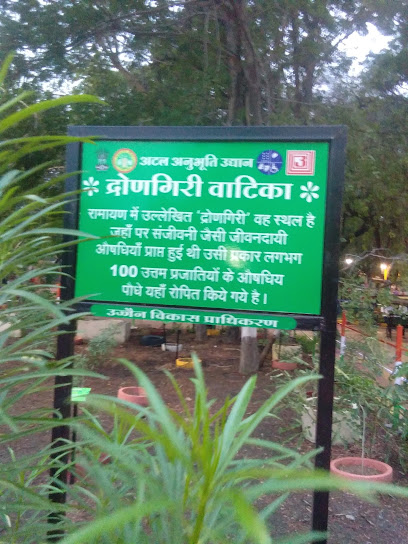 अटल अनुभूति उद्यान
द्रोणगिरी वाटिका
रामायण में उल्लेखित 'द्रोणगिरी' वह स्थल है
जहाँ पर संजीवनी जैसी जीवनदायी
औषधियाँ प्राप्त हुई थी उसी प्रकार लगभग
100 उत्तम प्रजातियों के औषधिय
पौधे यहाँ रोपित किये गये है।
उज्जैन विकास प्राधिकरण